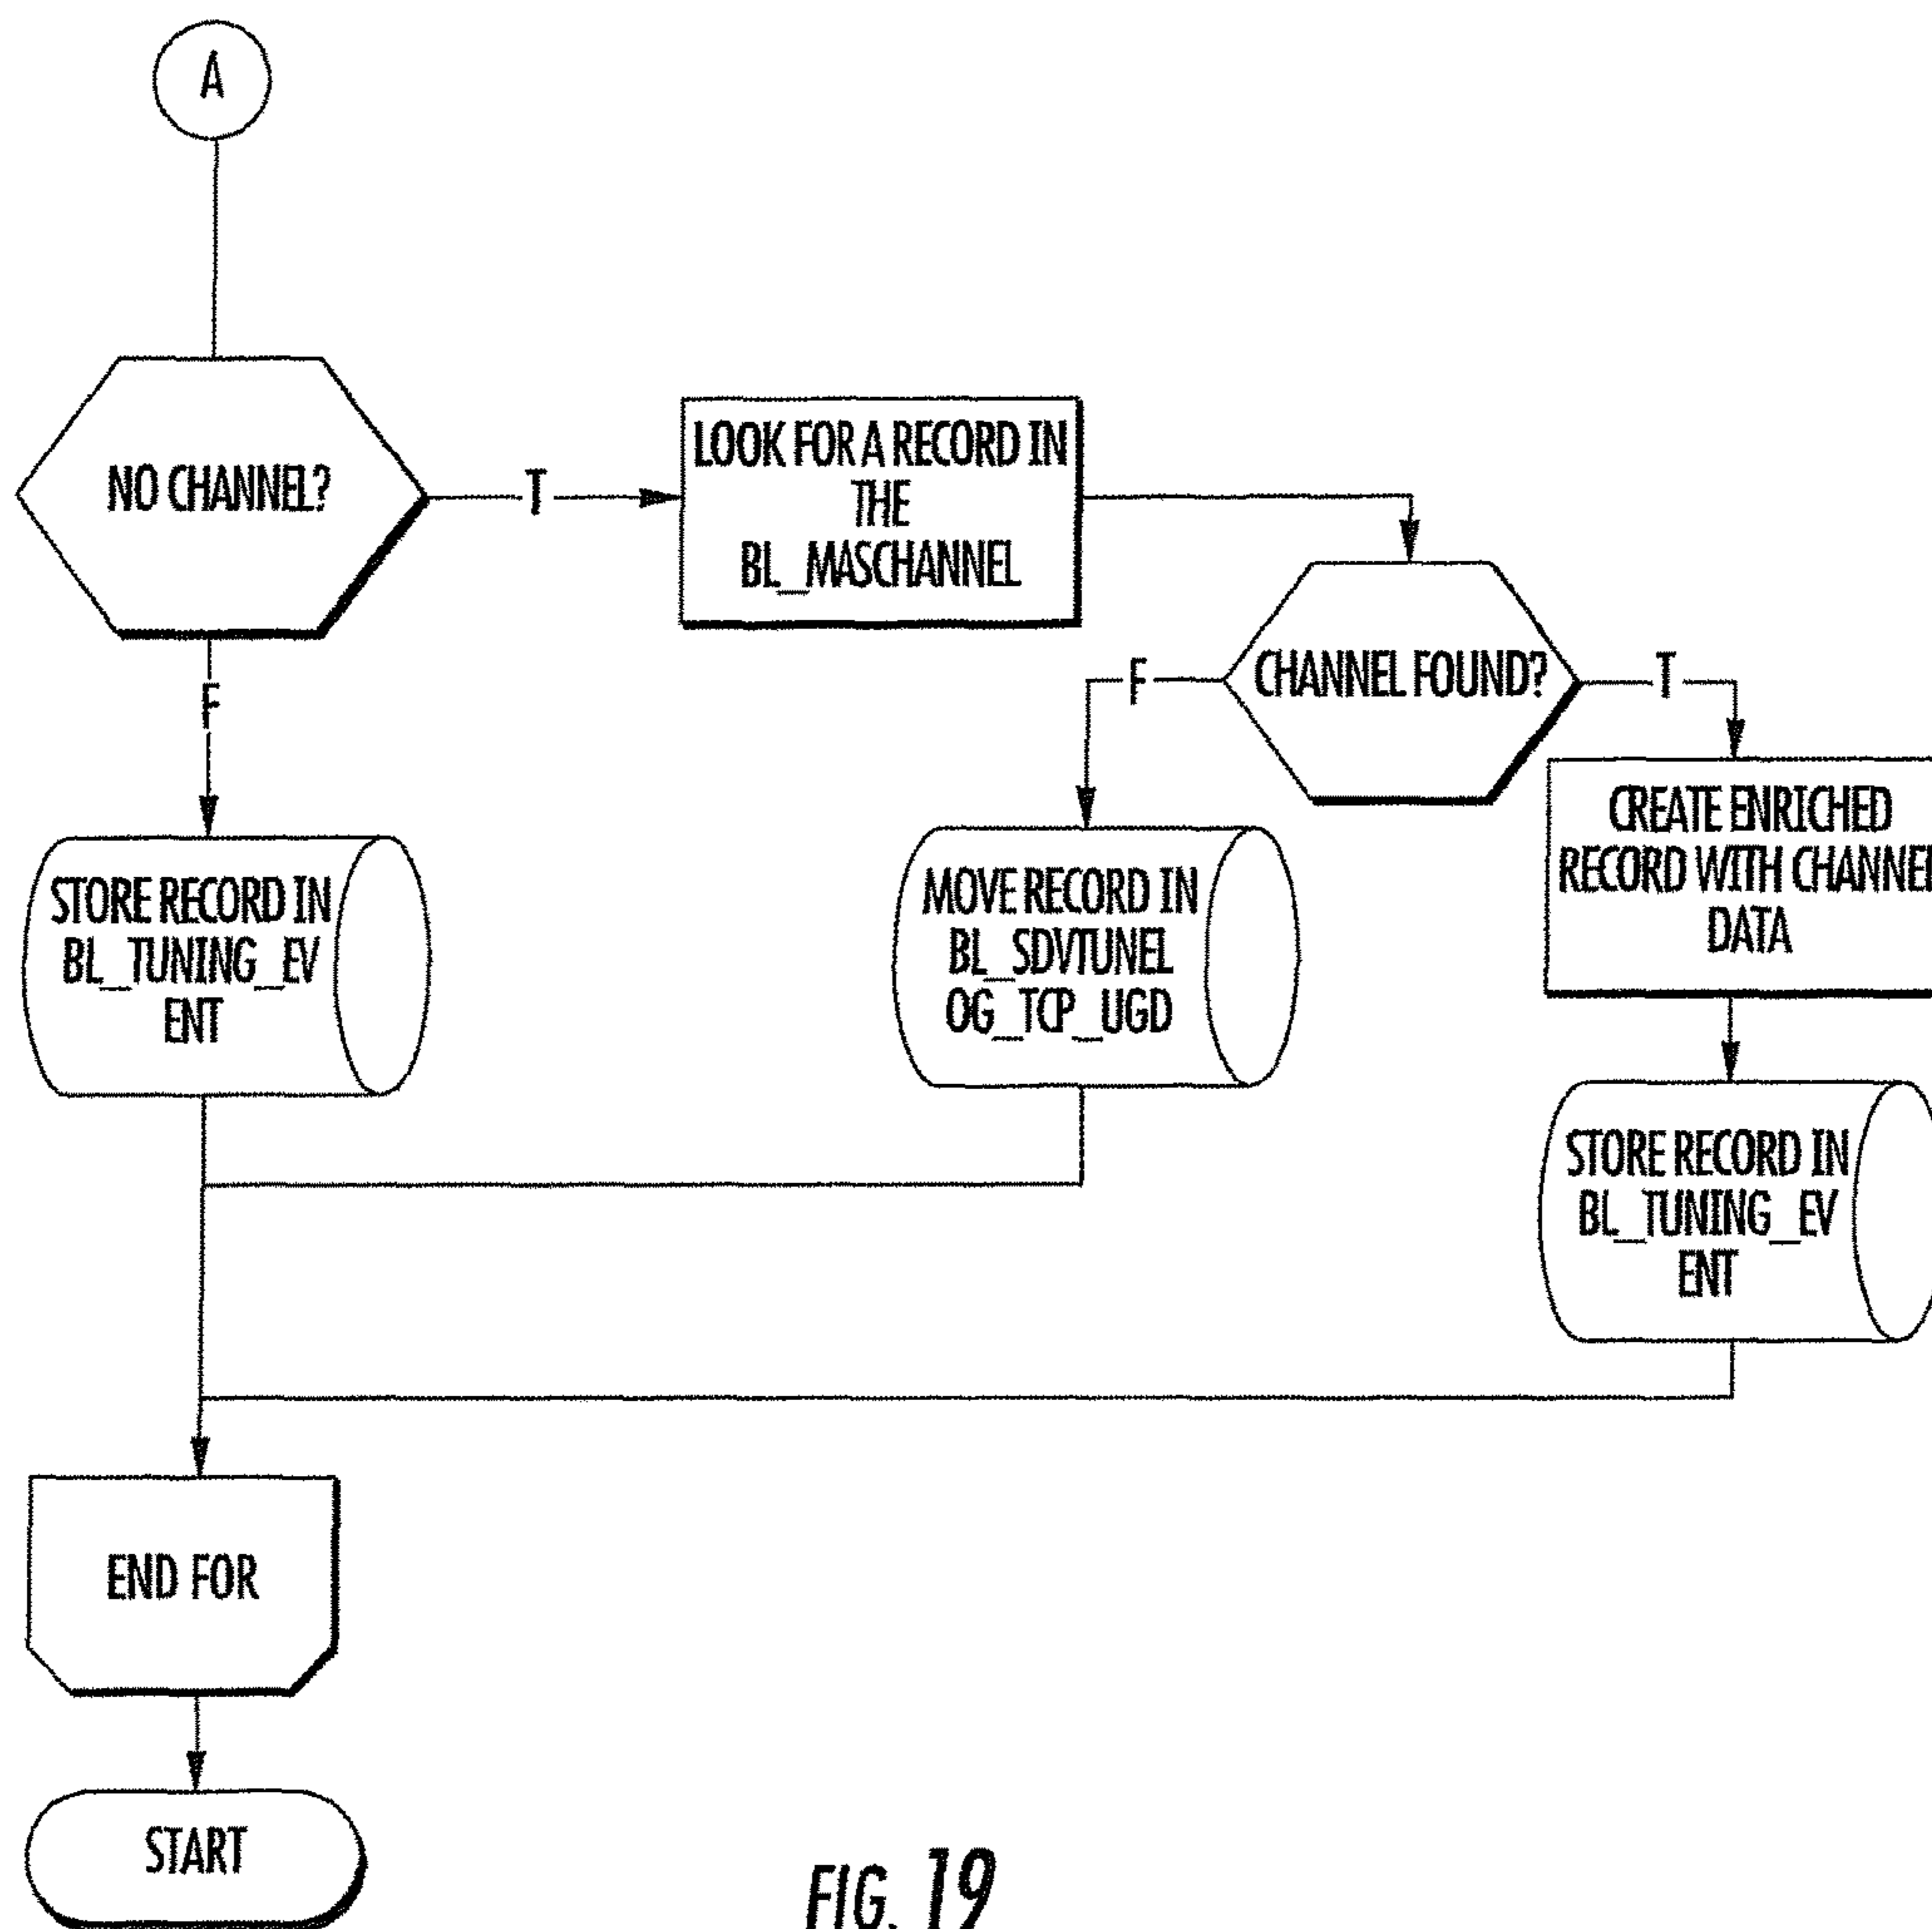 A
NO CHANNEL?
T
F
LOOK FOR A RECORD IN
THE
BL_MASCHANNEL
CHANNEL FOUND?
F
T
STORE RECORD IN
BL_TUNING_EV
ENT
MOVE RECORD IN
BL_SDVTUNEL
OG_TCP_UGD
CREATE ENRICHED
RECORD WITH CHANNEL
DATA
STORE RECORD IN
BL_TUNING_EV
ENT
END FOR
START
FIG. 19